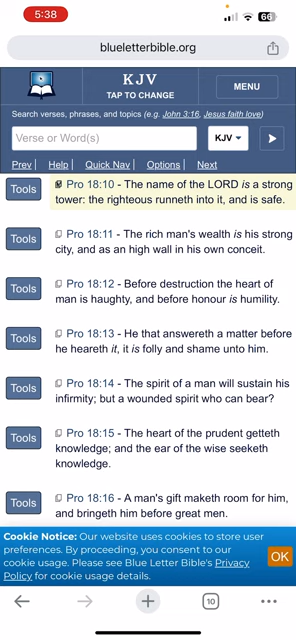 5:38
66
blueletterbible.org
KJV
TAP TO CHANGE
MENU
Search verses, phrases, and topics (e.g. John 3:16, Jesus faith love)
Verse or Word(s)
KJV
Prev | Help | Quick Nav | Options | Next
Tools
Pro 18:10 - The name of the LORD is a strong
tower: the righteous runneth into it, and is safe.
Tools
Pro 18:11 - The rich man's wealth is his strong
city, and as an high wall in his own conceit.
Tools
Pro 18:12 - Before destruction the heart of
man is haughty, and before honour is humility.
Tools
Pro 18:13 - He that answereth a matter before
he heareth it, it is folly and shame unto him.
Tools
Pro 18:14 - The spirit of a man will sustain his
infirmity; but a wounded spirit who can bear?
Tools
Pro 18:15 - The heart of the prudent getteth
knowledge; and the ear of the wise seeketh
knowledge.
Tools
Pro 18:16 - A man's gift maketh room for him,
and bringeth him before great men.
Cookie Notice: Our website uses cookies to store user
preferences. By proceeding, you consent to our
cookie usage. Please see Blue Letter Bible's Privacy
Policy for cookie usage details.
OK
10